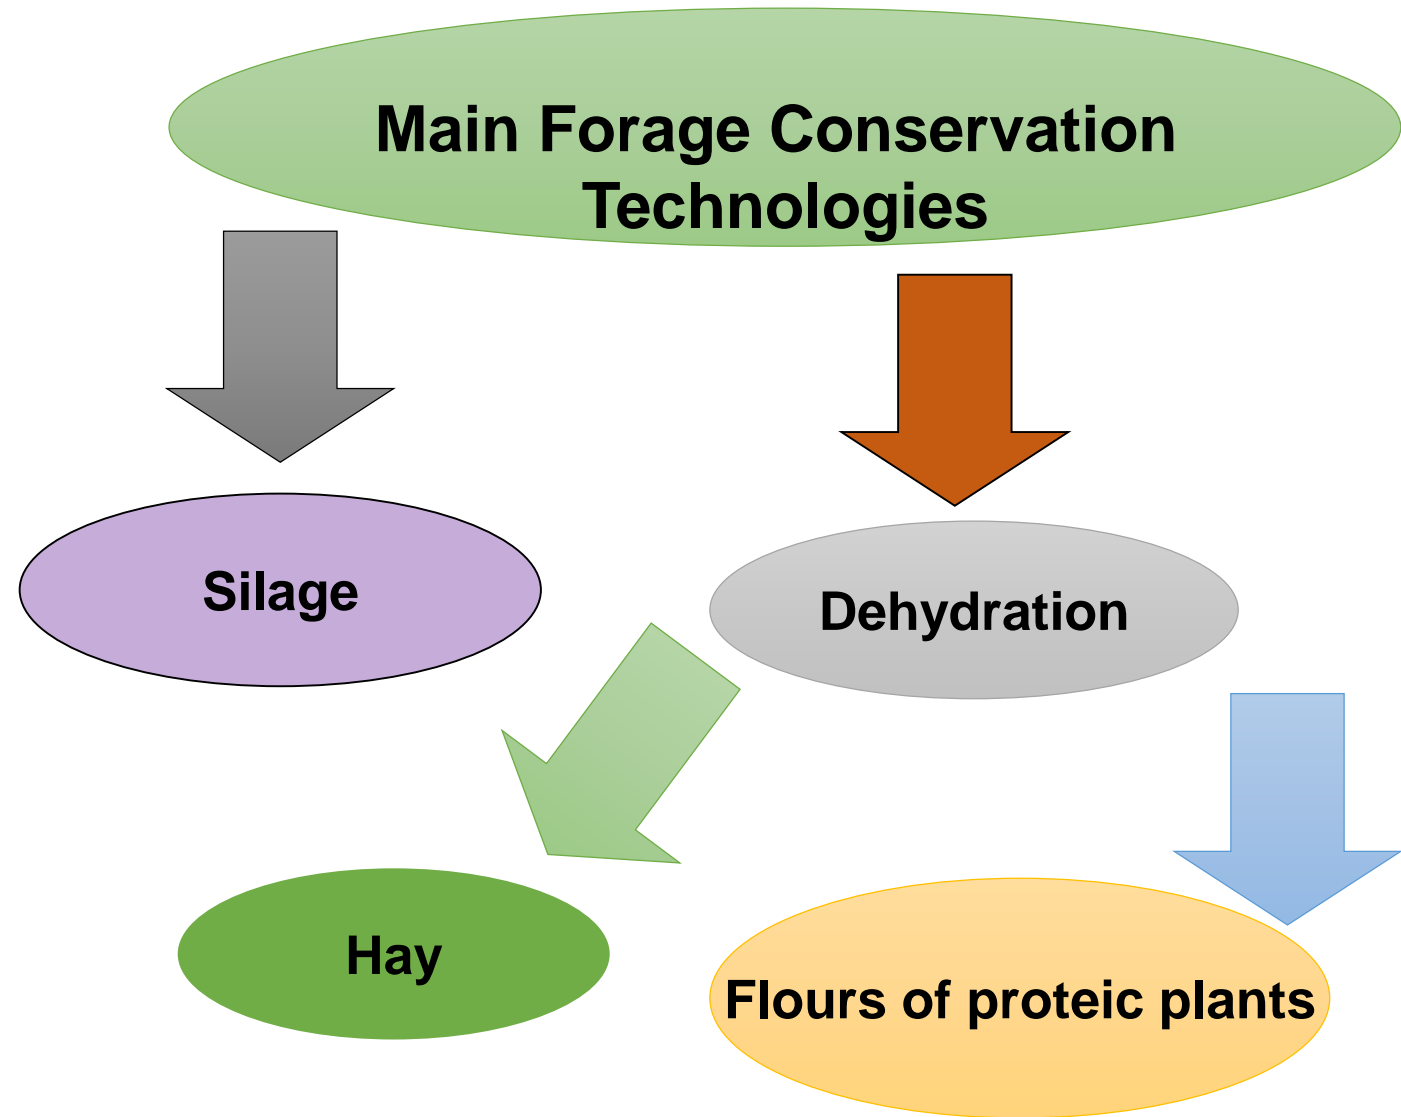 Main Forage Conservation
Technologies
Silage
Dehydration
Hay
Flours of proteic plants